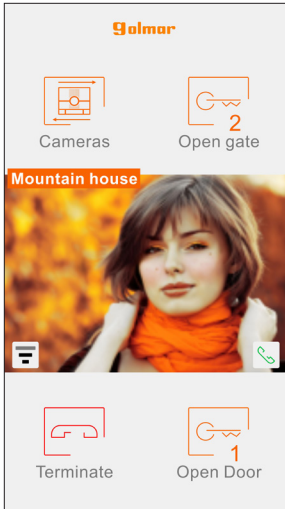 golmar
Cameras
2
Open gate
Mountain house
Terminate
1
Open Door